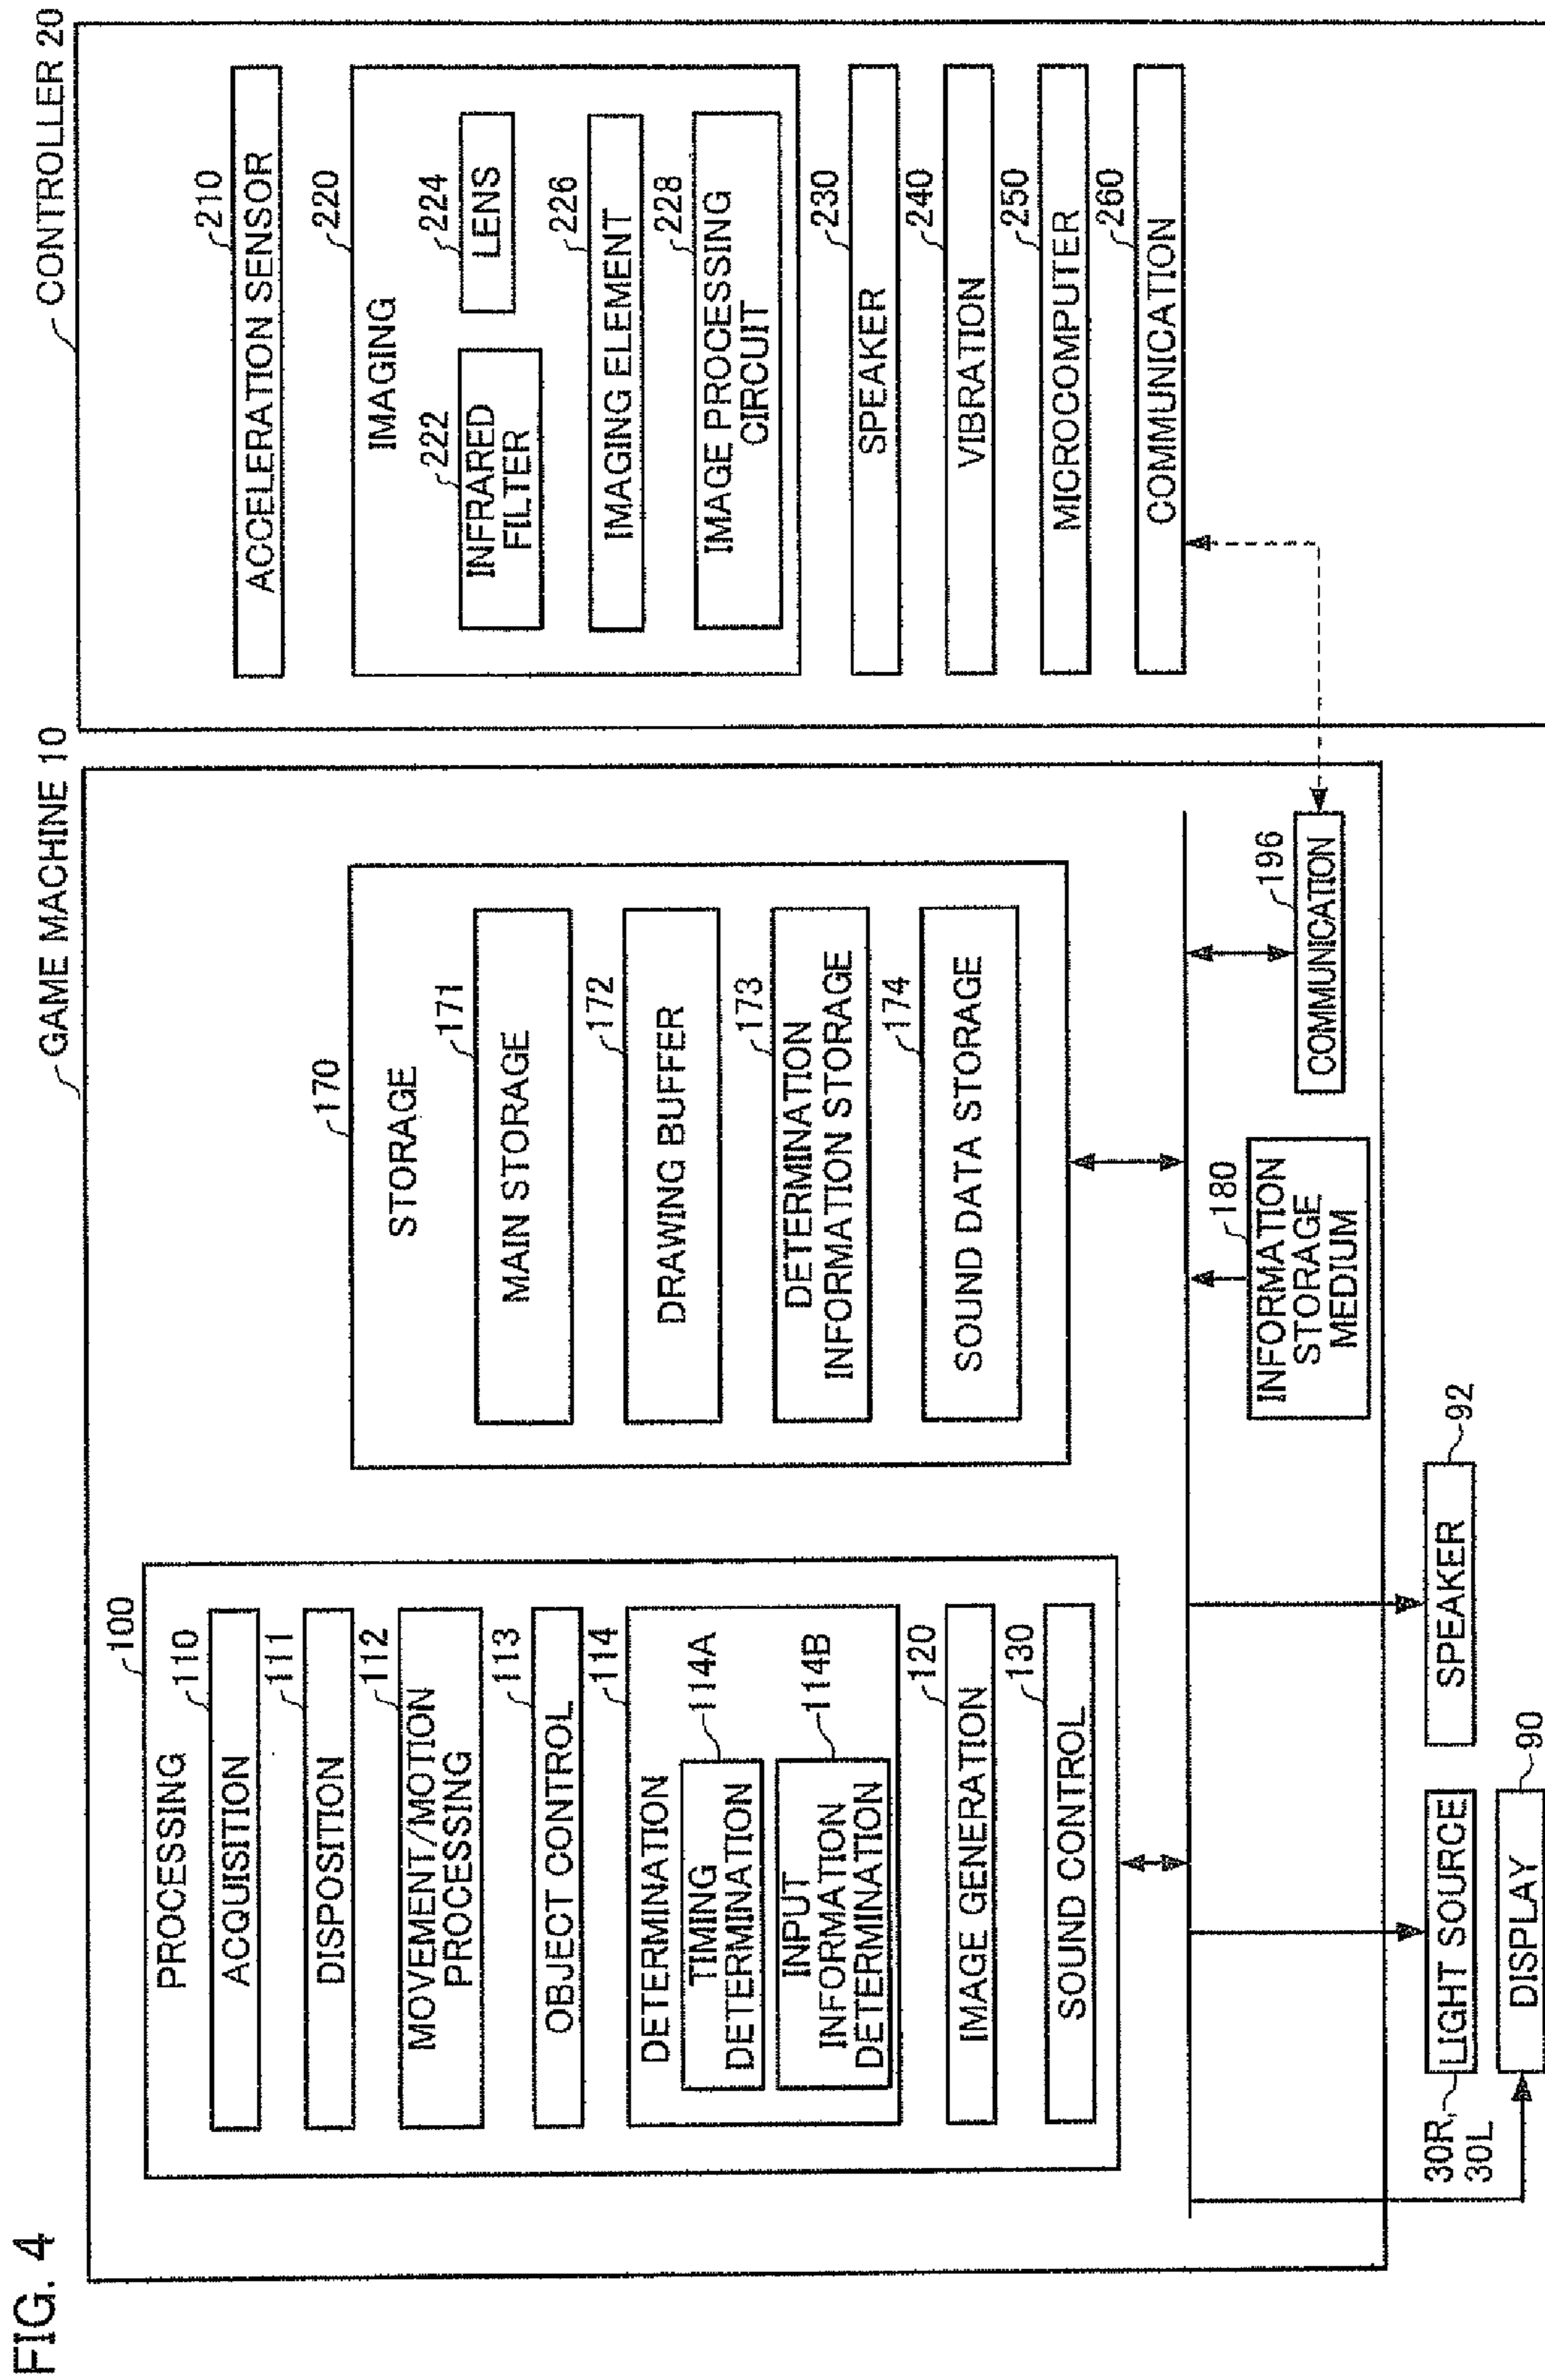 FIG. 4
GAME MACHINE 10
100
PROCESSING
110
ACQUISITION
111
DISPOSITION
112
MOVEMENT/MOTION
PROCESSING
113
OBJECT CONTROL
114
DETERMINATION
114A
TIMING
DETERMINATION
114B
INPUT
INFORMATION
DETERMINATION
120
IMAGE GENERATION
130
SOUND CONTROL
170
STORAGE
171
MAIN STORAGE
172
DRAWING BUFFER
173
DETERMINATION
INFORMATION STORAGE
174
SOUND DATA STORAGE
180
INFORMATION
STORAGE
MEDIUM
196
COMMUNICATION
30R,
30L
LIGHT SOURCE
DISPLAY
90
SPEAKER
92
CONTROLLER 20
210
ACCELERATION SENSOR
220
IMAGING
222
INFRARED
FILTER
224
LENS
226
IMAGING ELEMENT
228
IMAGE PROCESSING
CIRCUIT
230
SPEAKER
240
VIBRATION
250
MICROCOMPUTER
260
COMMUNICATION